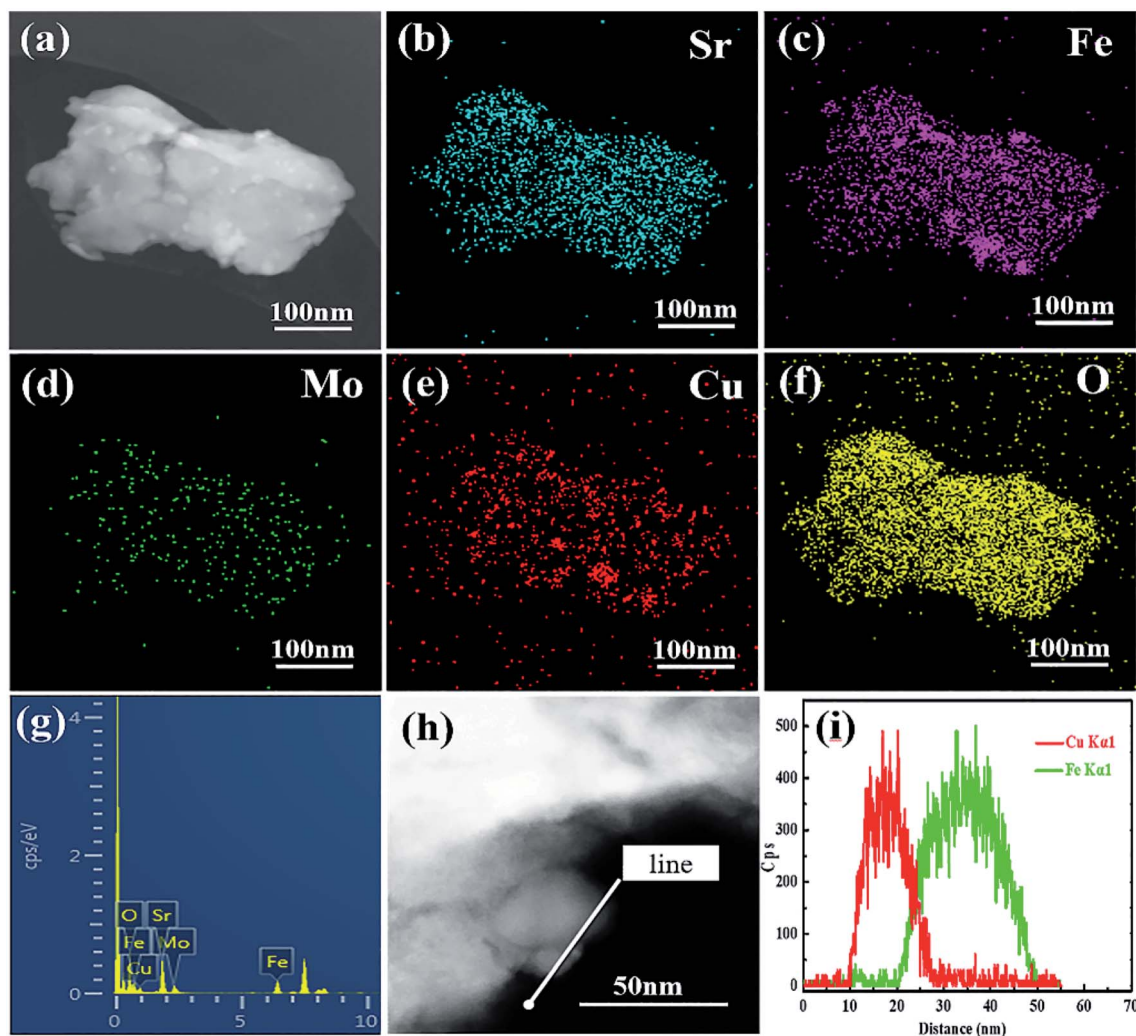 (a)
100nm
(b) Sr
100nm
(c) Fe
100nm
(d) Mo
100nm
(e) Cu
100nm
(f) O
100nm
(g)
4
2
0
cps/eV
O Sr
Fe Mo
Cu
Fe
0 5 10
(h)
line
50nm
(i)
Cu Kα1
Fe Kα1
500
400
300
200
100
0
Cps
0 10 20 30 40 50 60 70
Distance (nm)